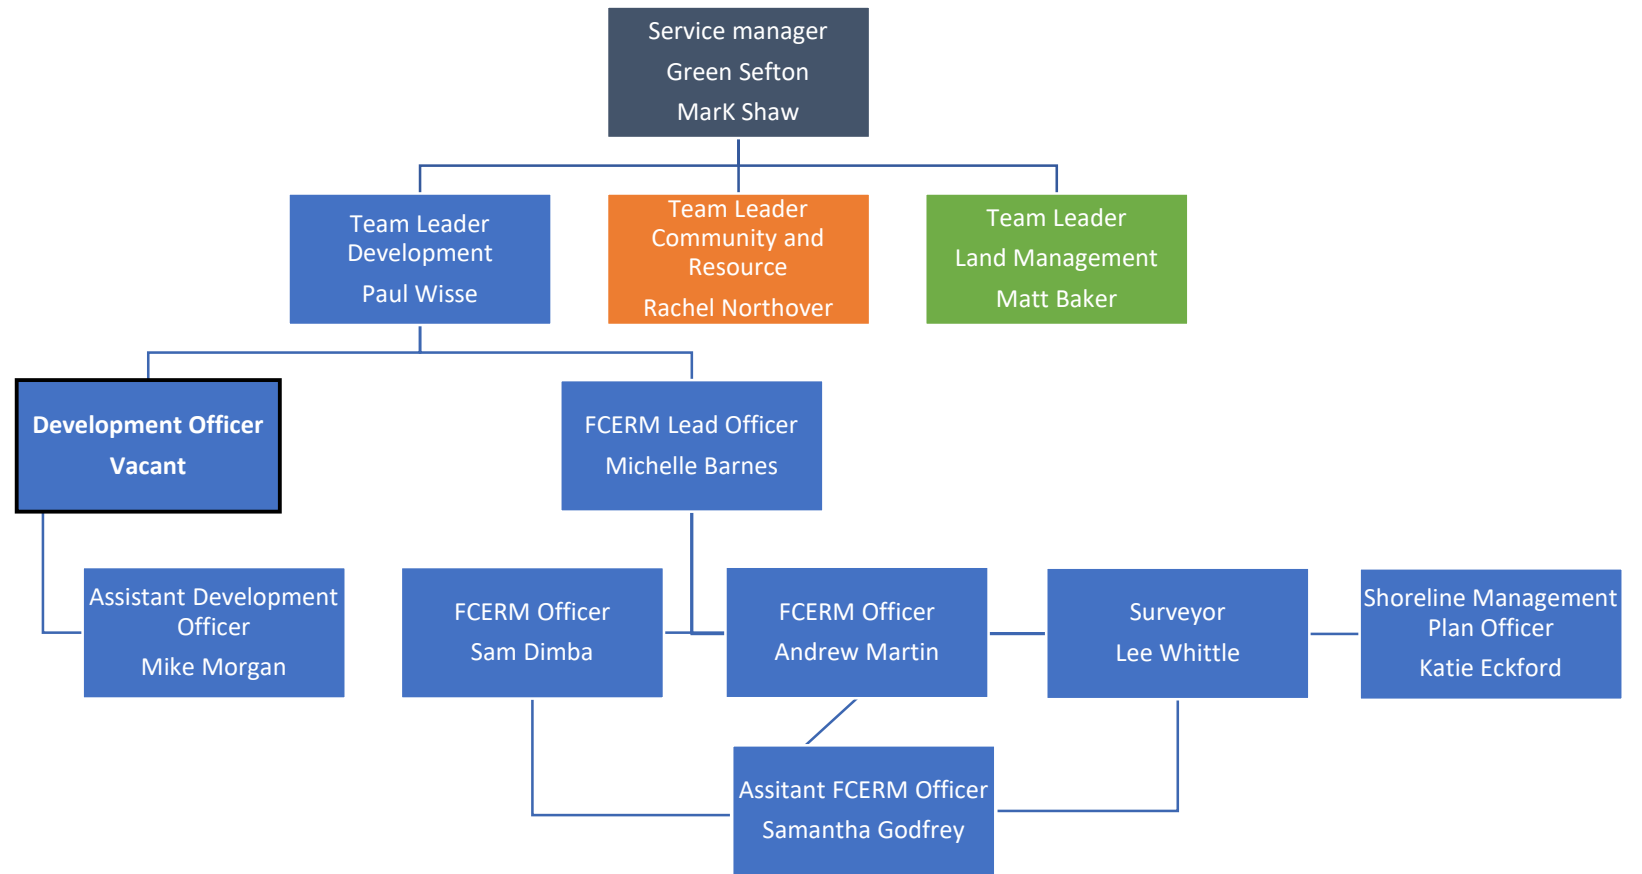 Service manager
Green Sefton
MarK Shaw
Team Leader
Development
Paul Wisse
Team Leader
Community and
Resource
Rachel Northover
Team Leader
Land Management
Matt Baker
Development Officer
Vacant
FCERM Lead Officer
Michelle Barnes
Assistant Development
Officer
Mike Morgan
FCERM Officer
Sam Dimba
FCERM Officer
Andrew Martin
Surveyor
Lee Whittle
Shoreline Management
Plan Officer
Katie Eckford
Assitant FCERM Officer
Samantha Godfrey